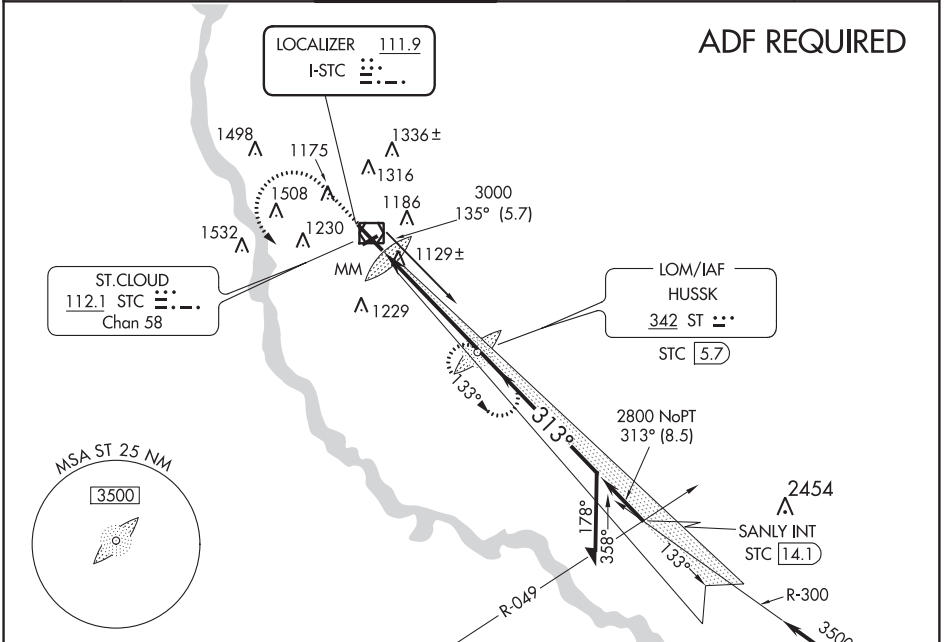 ADF REQUIRED
LOCALIZER 111.9
I-STC
1498
1175
1336±
1316
1508
1186
3000
135° (5.7)
1532
1230
MM
1129±
ST.CLOUD
112.1 STC
Chan 58
1229
LOM/IAF
HUSSK
342 ST
STC 5.7
133°
313°
2800 NoPT
313° (8.5)
MSA ST 25 NM
3500
2454
SANLY INT
STC 14.1
178°
358°
133°
R-049
R-300
3500